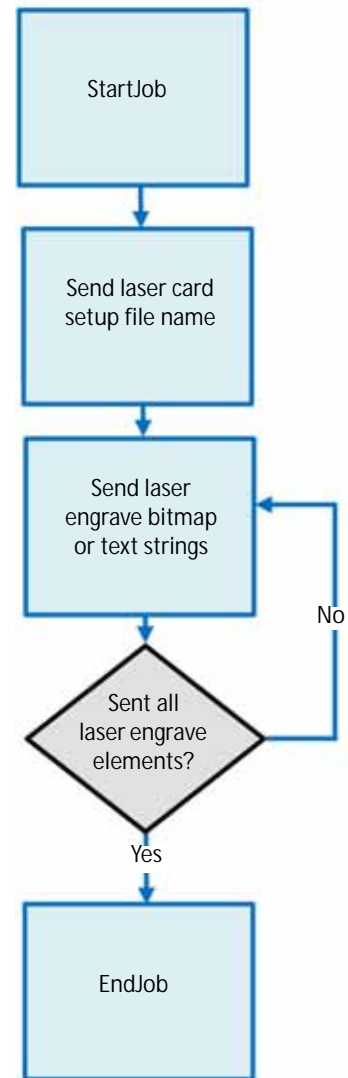 StartJob
Send laser card
setup file name
Send laser
engrave bitmap
or text strings
No
Sent all
laser engrave
elements?
Yes
EndJob